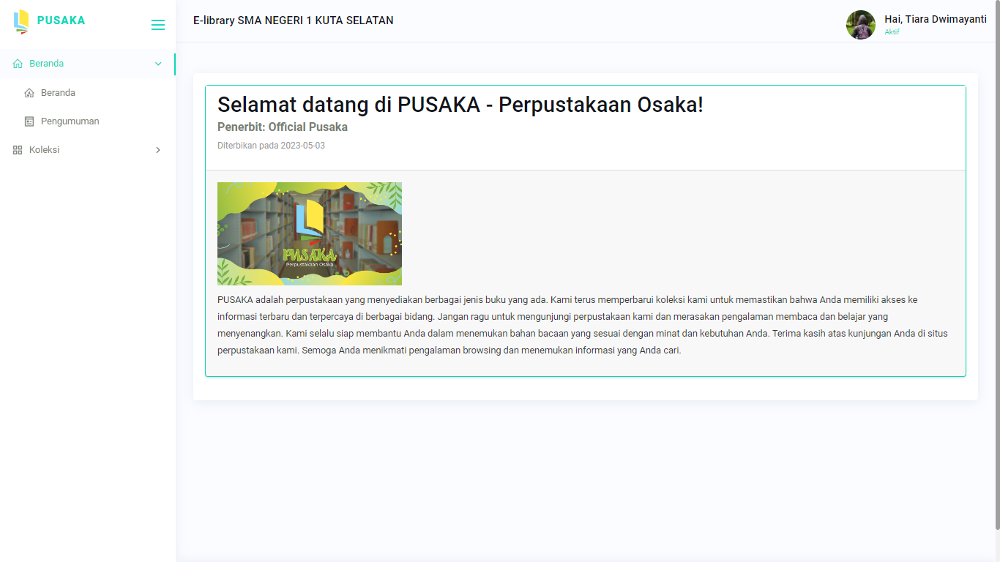 PUSAKA
E-library SMA NEGERI 1 KUTA SELATAN
Hai, Tiara Dwimayanti
Aktif
Beranda
Beranda
Pengumuman
Koleksi
Selamat datang di PUSAKA - Perpustakaan Osaka!
Penerbit: Official Pusaka
Diterbikan pada 2023-05-03
PUSAKA
Perpustakaan Osaka
PUSAKA adalah perpustakaan yang menyediakan berbagai jenis buku yang ada. Kami terus memperbarui koleksi kami untuk memastikan bahwa Anda memiliki akses ke
informasi terbaru dan terpercaya di berbagai bidang. Jangan ragu untuk mengunjungi perpustakaan kami dan merasakan pengalaman membaca dan belajar yang
menyenangkan. Kami selalu siap membantu Anda dalam menemukan bahan bacaan yang sesuai dengan minat dan kebutuhan Anda. Terima kasih atas kunjungan Anda di situs
perpustakaan kami. Semoga Anda menikmati pengalaman browsing dan menemukan informasi yang Anda cari.